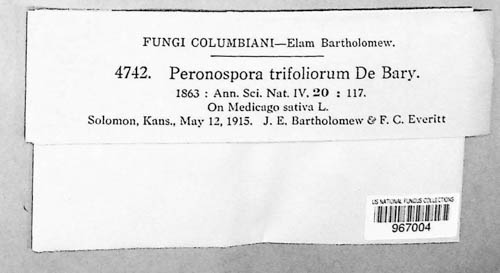 FUNGI COLUMBIANI—Elam Bartholomew.
4742. Peronospora trifoliorum De Bary.
1863 : Ann. Sci. Nat. IV. 20 : 117.
On Medicago sativa L.
Solomon, Kans., May 12, 1915. J. E. Bartholomew & F. C. Everitt
US NATIONAL FUNGUS COLLECTIONS
967004